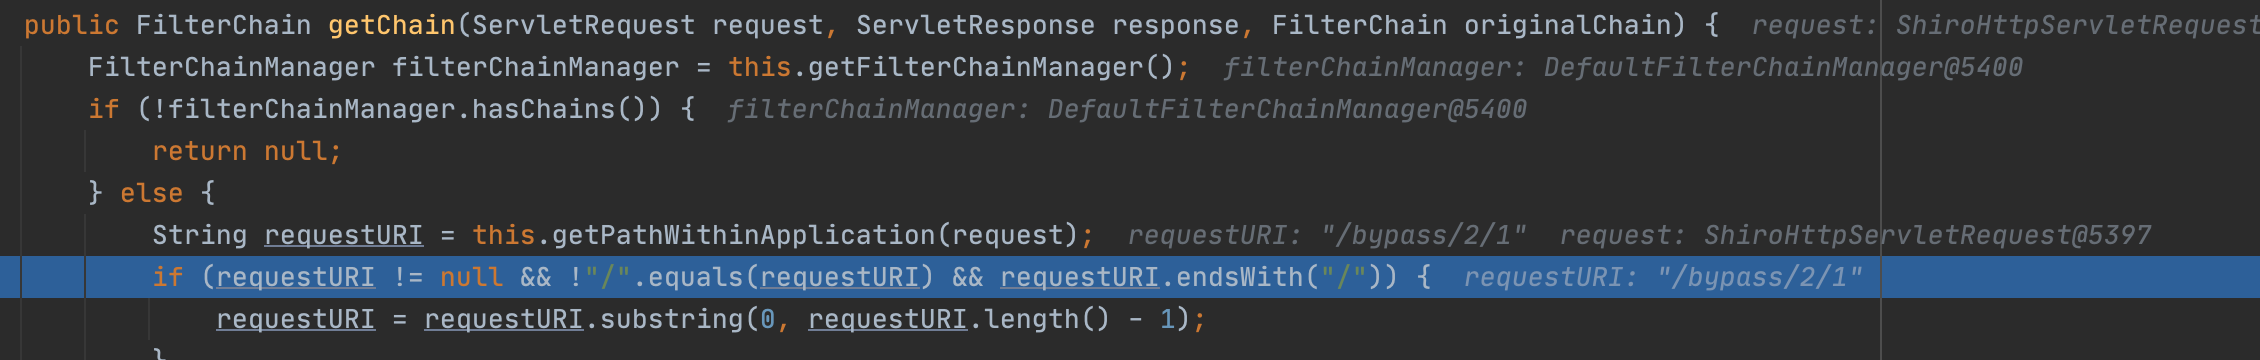 public FilterChain getChain(ServletRequest request, ServletResponse response, FilterChain originalChain) {  request: ShiroHttpServletRequest
    FilterChainManager filterChainManager = this.getFilterChainManager();  filterChainManager: DefaultFilterChainManager@5400
    if (!filterChainManager.hasChains()) {  filterChainManager: DefaultFilterChainManager@5400
        return null;
    } else {
        String requestURI = this.getPathWithinApplication(request);  requestURI: "/bypass/2/1"  request: ShiroHttpServletRequest@5397
        if (requestURI != null && !"/".equals(requestURI) && requestURI.endsWith("/")) {  requestURI: "/bypass/2/1"
            requestURI = requestURI.substring(0, requestURI.length() - 1);
        }